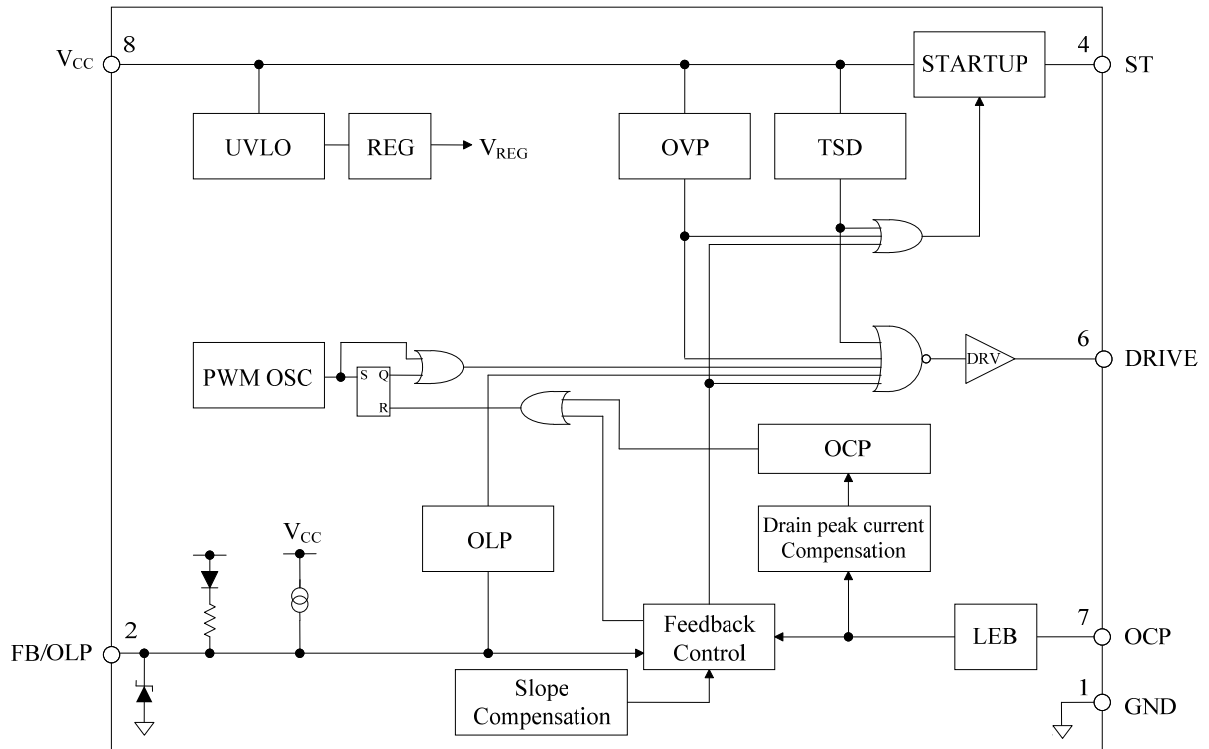 8
4
VCC
STARTUP
ST
UVLO
REG
VREG
OVP
TSD
6
PWM OSC
S Q
R
DRV
DRIVE
OCP
VCC
OLP
Drain peak current
Compensation
2
FB/OLP
Feedback
Control
LEB
7
OCP
Slope
Compensation
1
GND